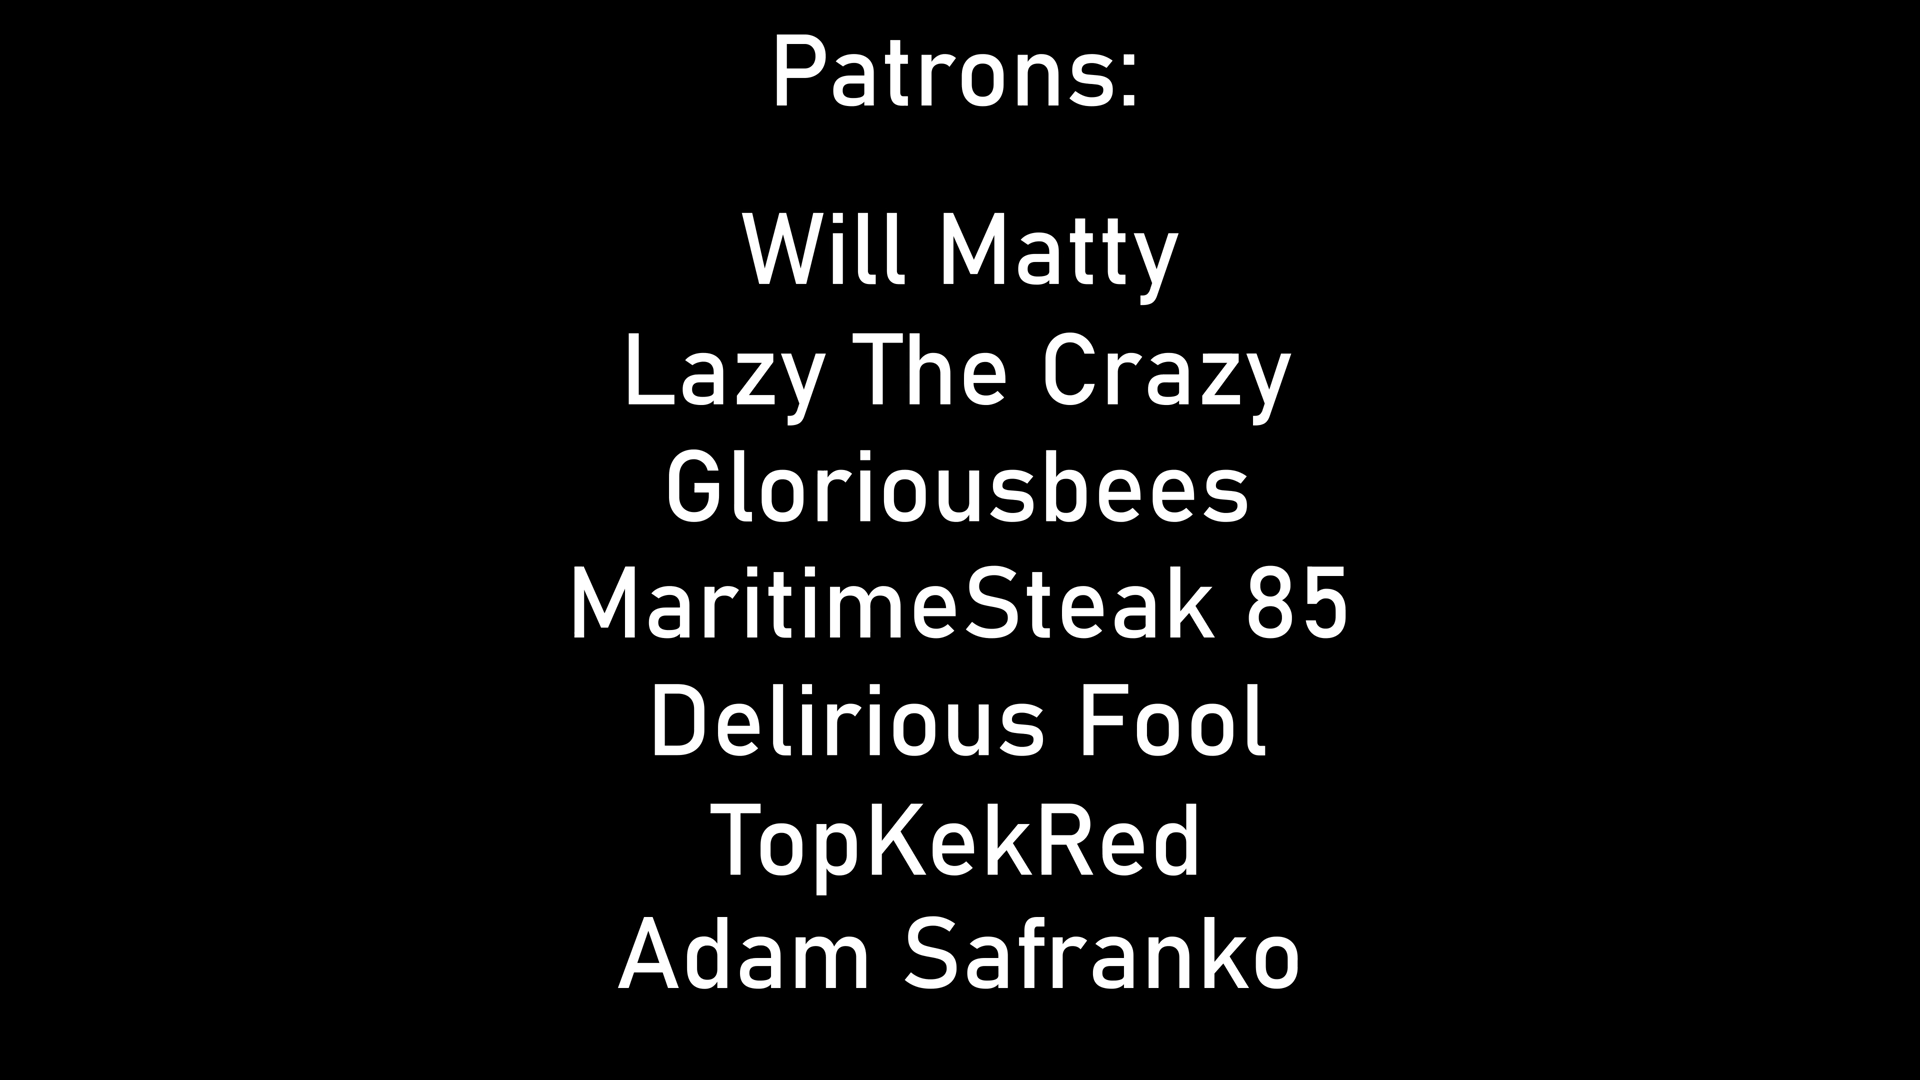 Patrons:
Will Matty
Lazy The Crazy
Gloriousbees
MaritimeSteak 85
Delirious Fool
TopKekRed
Adam Safranko